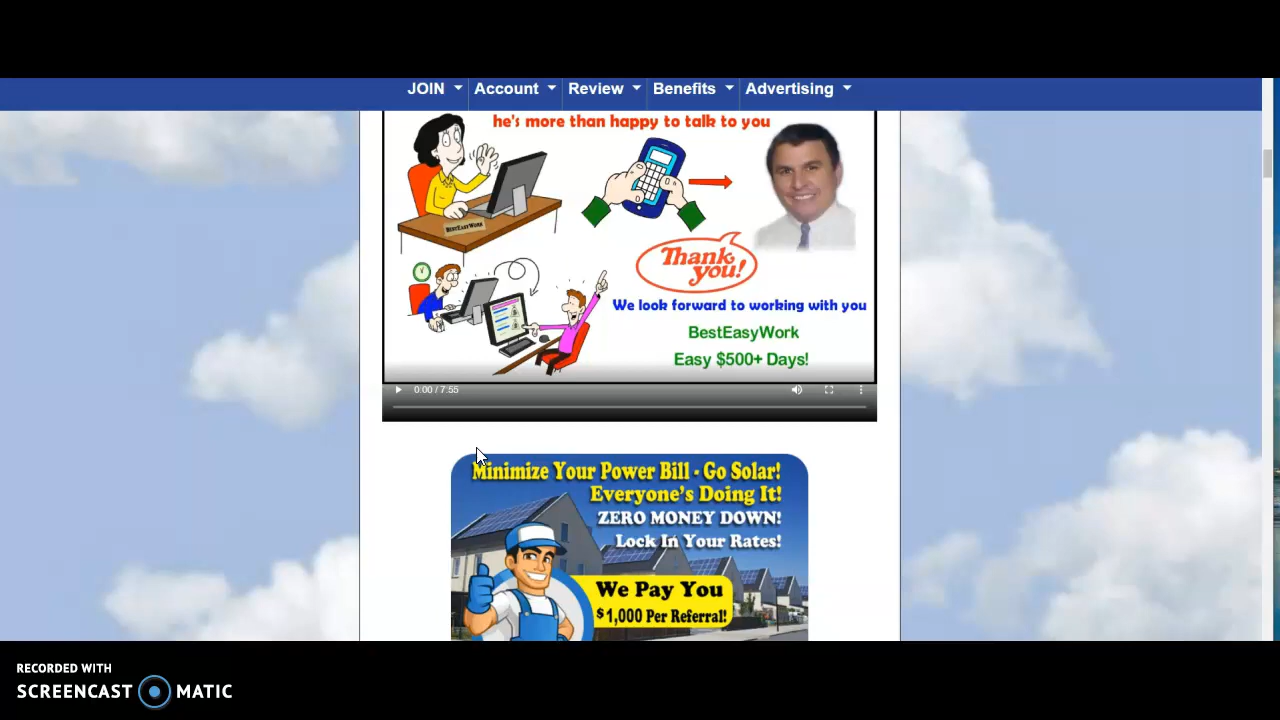 JOIN Account Review Benefits Advertising
he's more than happy to talk to you
BESTEASYWORK
Thank
you!
We look forward to working with you
BestEasyWork
Easy $500+ Days!
0:00 / 7:55
Minimize Your Power Bill - Go Solar!
Everyone's Doing It!
ZERO MONEY DOWN!
Lock In Your Rates!
We Pay You
$1,000 Per Referral!
RECORDED WITH
SCREENCAST MATIC